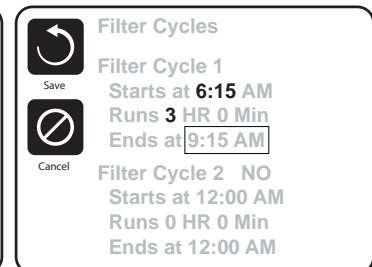 Filter Cycles
Save
Filter Cycle 1
Starts at 6:15 AM
Runs 3 HR 0 Min
Ends at 9:15 AM
Cancel
Filter Cycle 2 NO
Starts at 12:00 AM
Runs 0 HR 0 Min
Ends at 12:00 AM